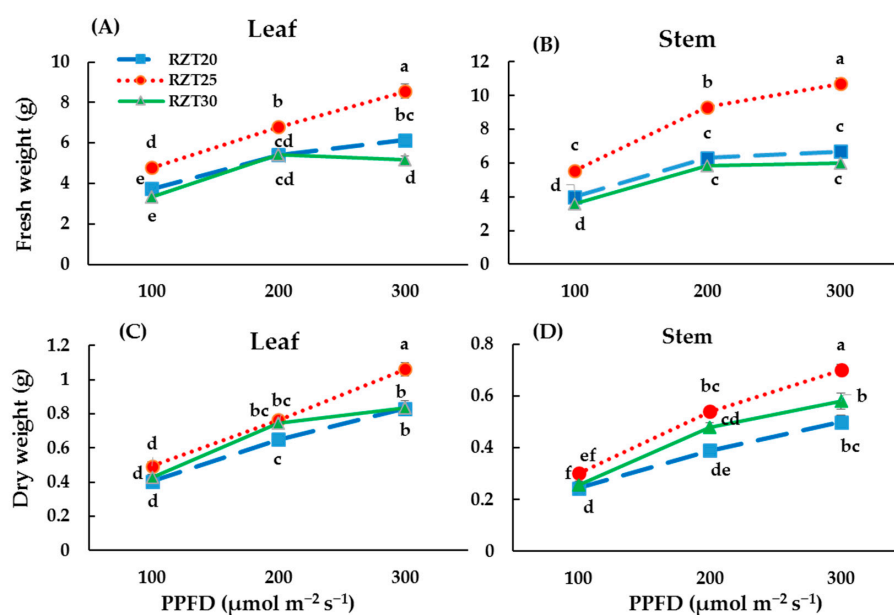 (A)
Leaf
RZT20
RZT25
RZT30
Fresh weight (g)
10
8
6
4
2
0
d
e
e
b
cd
cd
a
bc
d
100
200
300
(B)
Stem
12
10
8
6
4
2
0
c
d
d
b
c
c
a
c
c
100
200
300
(C)
Leaf
Dry weight (g)
1.2
1
0.8
0.6
0.4
0.2
0
d
d
d
bc
bc
c
a
b
b
100
200
300
PPFD (μmol m⁻² s⁻¹)
(D)
Stem
0.8
0.6
0.4
0.2
0
ef
f
d
bc
cd
de
a
b
bc
100
200
300
PPFD (μmol m⁻² s⁻¹)